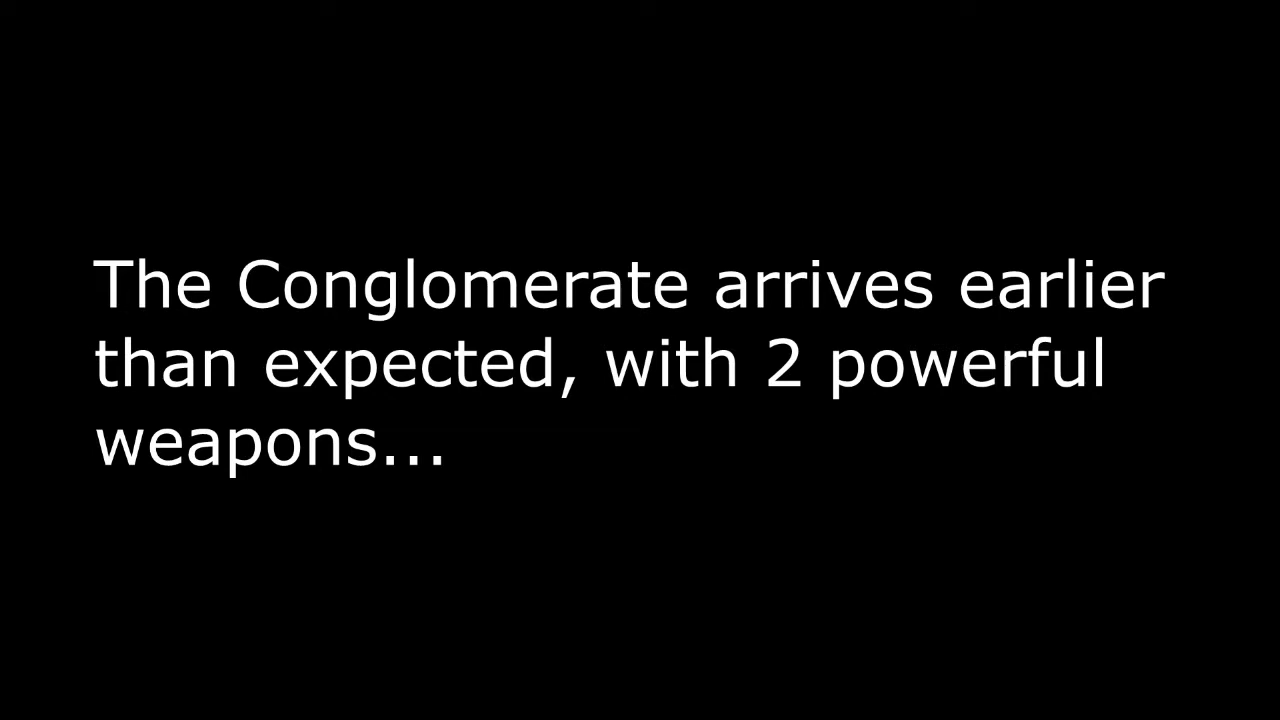 The Conglomerate arrives earlier
than expected, with 2 powerful
weapons...